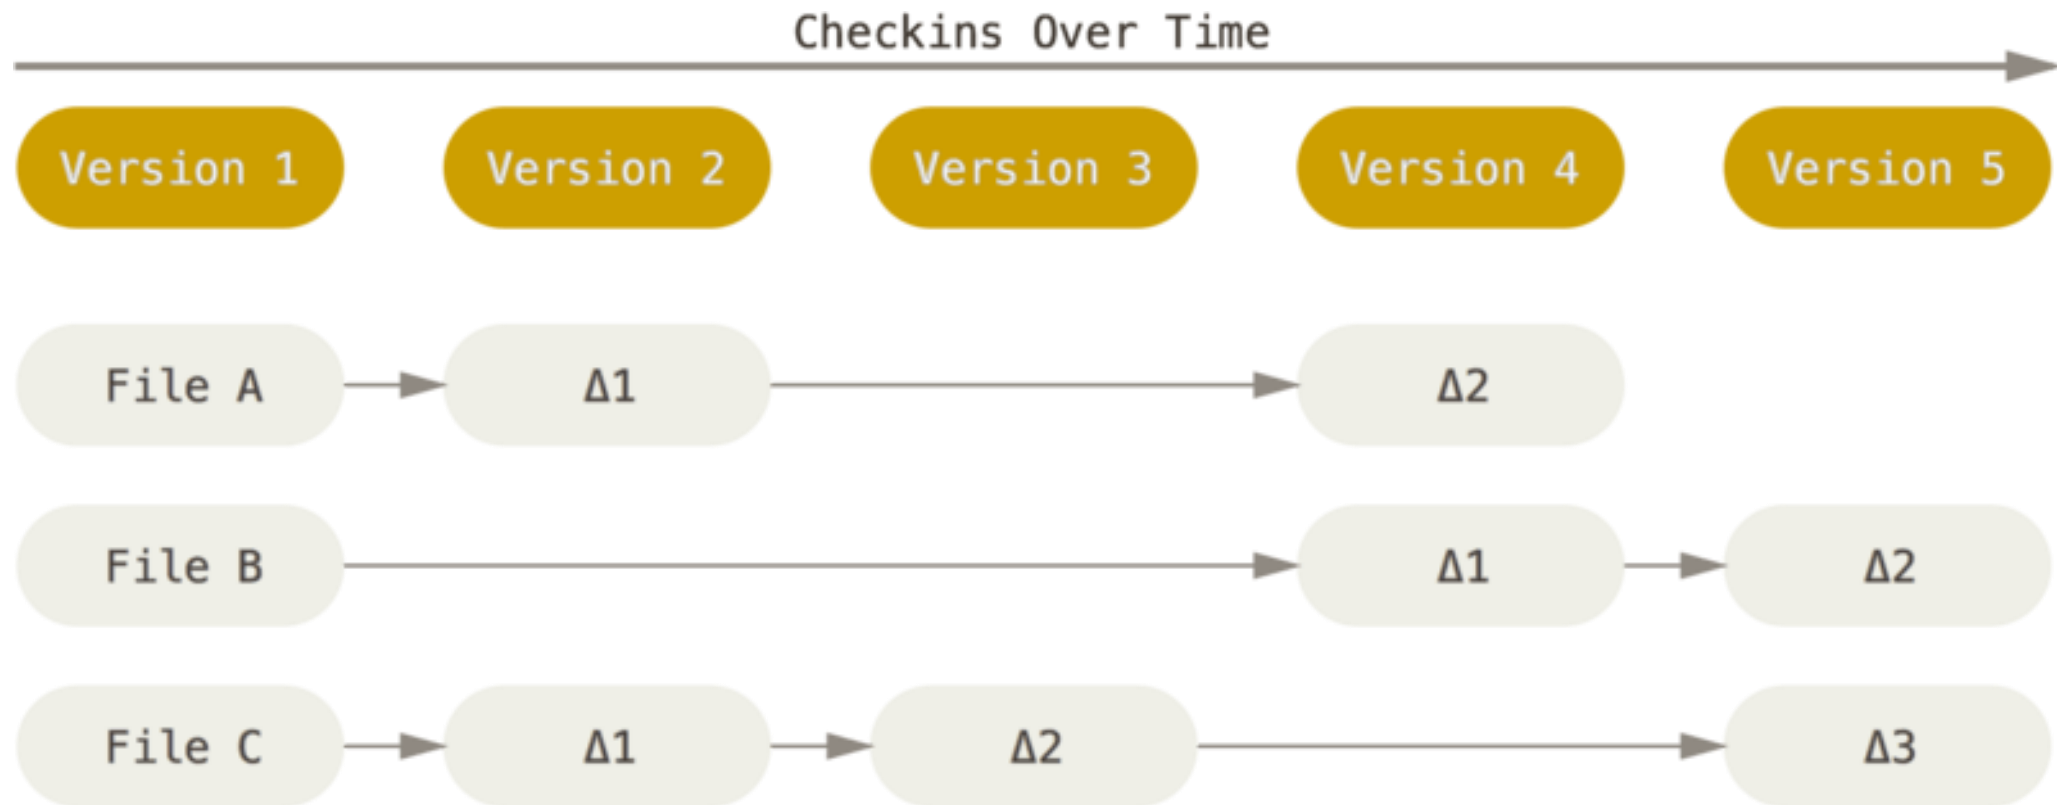 Checkins Over Time
Version 1 Version 2 Version 3 Version 4 Version 5
File A Δ1 Δ2
File B Δ1 Δ2
File C Δ1 Δ2 Δ3